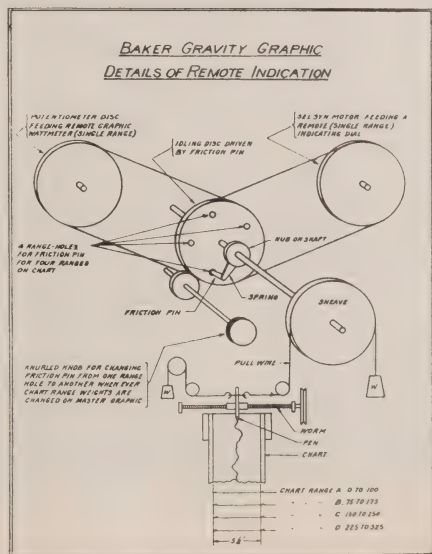 BAKER GRAVITY GRAPHIC
DETAILS OF REMOTE INDICATION
POTENTIOMETER DISC
FEEDING REMOTE GRAPHIC
WATTMETER (SINGLE RANGE)
IDLING DISC DRIVEN
BY FRICTION PIN
SELSYN MOTOR FEEDING A
REMOTE (SINGLE RANGE)
INDICATING DIAL
4 RANGE-HOLES
FOR FRICTION PIN
FOR FOUR RANGES
ON CHART
HUB OR SHAFT
SPRING
FRICTION PIN
SHEAVE
KNURLED KNOB FOR CHANGING
FRICTION PIN FROM ONE RANGE
HOLE TO ANOTHER WHEN EVER
CHART RANGE WEIGHTS ARE
CHANGED ON MASTER GRAPHIC
PULL WIRE
W
W
WORM
PEN
CHART
CHART RANGE A 0 TO 100
" " B. 75 TO 175
" " C 150 TO 250
" " D 225 TO 325